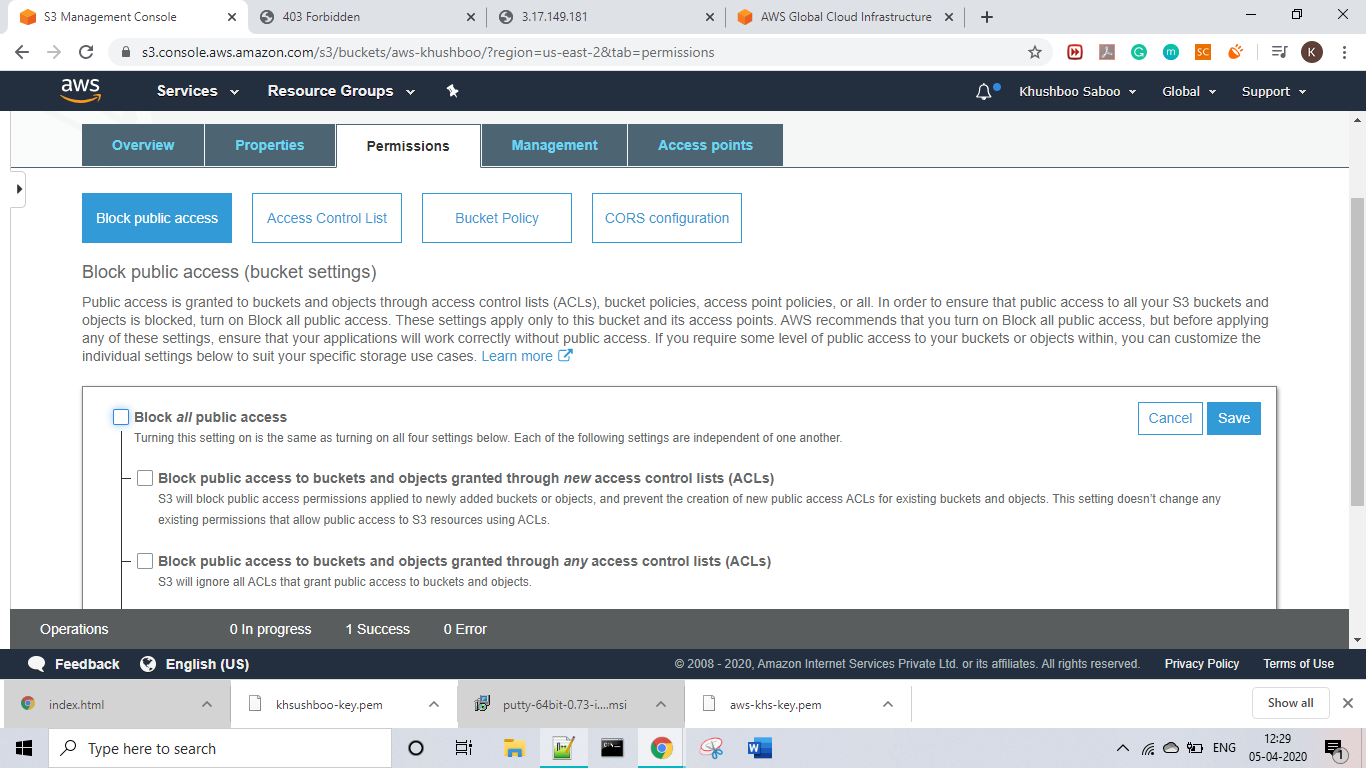 S3 Management Console
403 Forbidden
3.17.149.181
AWS Global Cloud Infrastructure
s3.console.aws.amazon.com/s3/buckets/aws-khushboo/?region=us-east-2&tab=permissions
SC
K
aws
Services
Resource Groups
Khushboo Saboo
Global
Support
Overview
Properties
Permissions
Management
Access points
Block public access
Access Control List
Bucket Policy
CORS configuration
Block public access (bucket settings)
Public access is granted to buckets and objects through access control lists (ACLs), bucket policies, access point policies, or all. In order to ensure that public access to all your S3 buckets and
objects is blocked, turn on Block all public access. These settings apply only to this bucket and its access points. AWS recommends that you turn on Block all public access, but before applying
any of these settings, ensure that your applications will work correctly without public access. If you require some level of public access to your buckets or objects within, you can customize the
individual settings below to suit your specific storage use cases. Learn more
Block all public access
Cancel
Save
Turning this setting on is the same as turning on all four settings below. Each of the following settings are independent of one another.
Block public access to buckets and objects granted through new access control lists (ACLs)
S3 will block public access permissions applied to newly added buckets or objects, and prevent the creation of new public access ACLs for existing buckets and objects. This setting doesn't change any
existing permissions that allow public access to S3 resources using ACLs.
Block public access to buckets and objects granted through any access control lists (ACLs)
S3 will ignore all ACLs that grant public access to buckets and objects.
Operations
0 In progress
1 Success
0 Error
Feedback
English (US)
© 2008 - 2020, Amazon Internet Services Private Ltd. or its affiliates. All rights reserved.
Privacy Policy
Terms of Use
index.html
khsushboo-key.pem
putty-64bit-0.73-i....msi
aws-khs-key.pem
Show all
Type here to search
ENG
12:29
05-04-2020
1